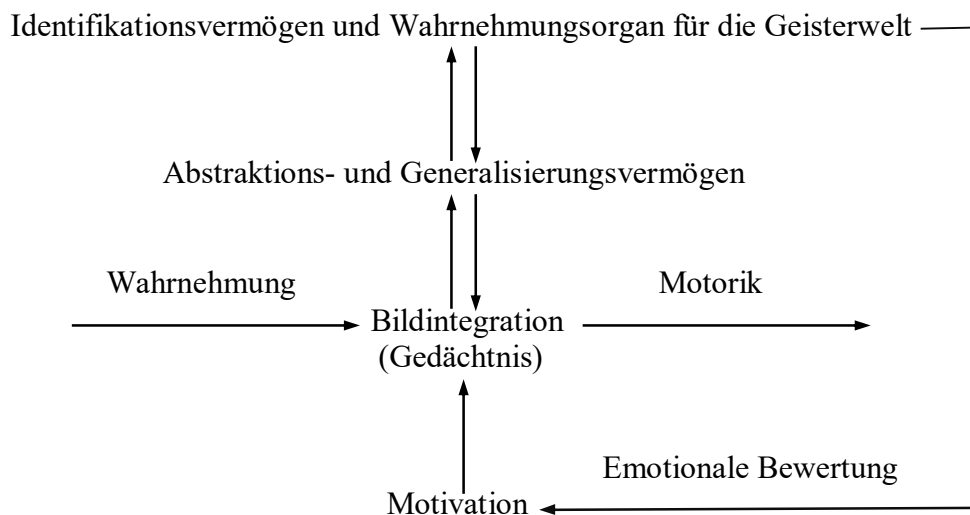 Identifikationsvermögen und Wahrnehmungsorgan für die Geisterwelt
Abstraktions- und Generalisierungsvermögen
Wahrnehmung
Motorik
Bildintegration
(Gedächtnis)
Emotionale Bewertung
Motivation